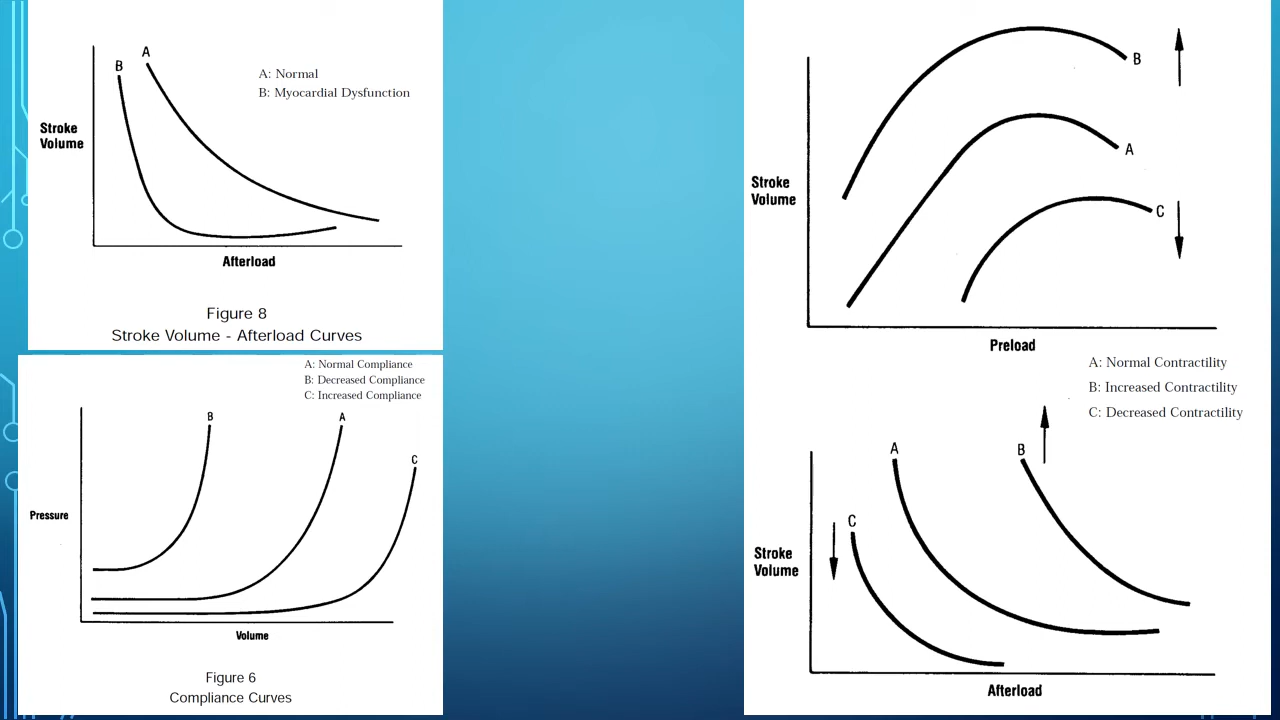 B
A
A: Normal
B: Myocardial Dysfunction
Stroke
Volume
Afterload
Figure 8
Stroke Volume - Afterload Curves
A: Normal Compliance
B: Decreased Compliance
C: Increased Compliance
B
A
C
Pressure
Volume
Figure 6
Compliance Curves
B
A
Stroke
Volume
C
Preload
A: Normal Contractility
B: Increased Contractility
C: Decreased Contractility
A
B
C
Stroke
Volume
Afterload